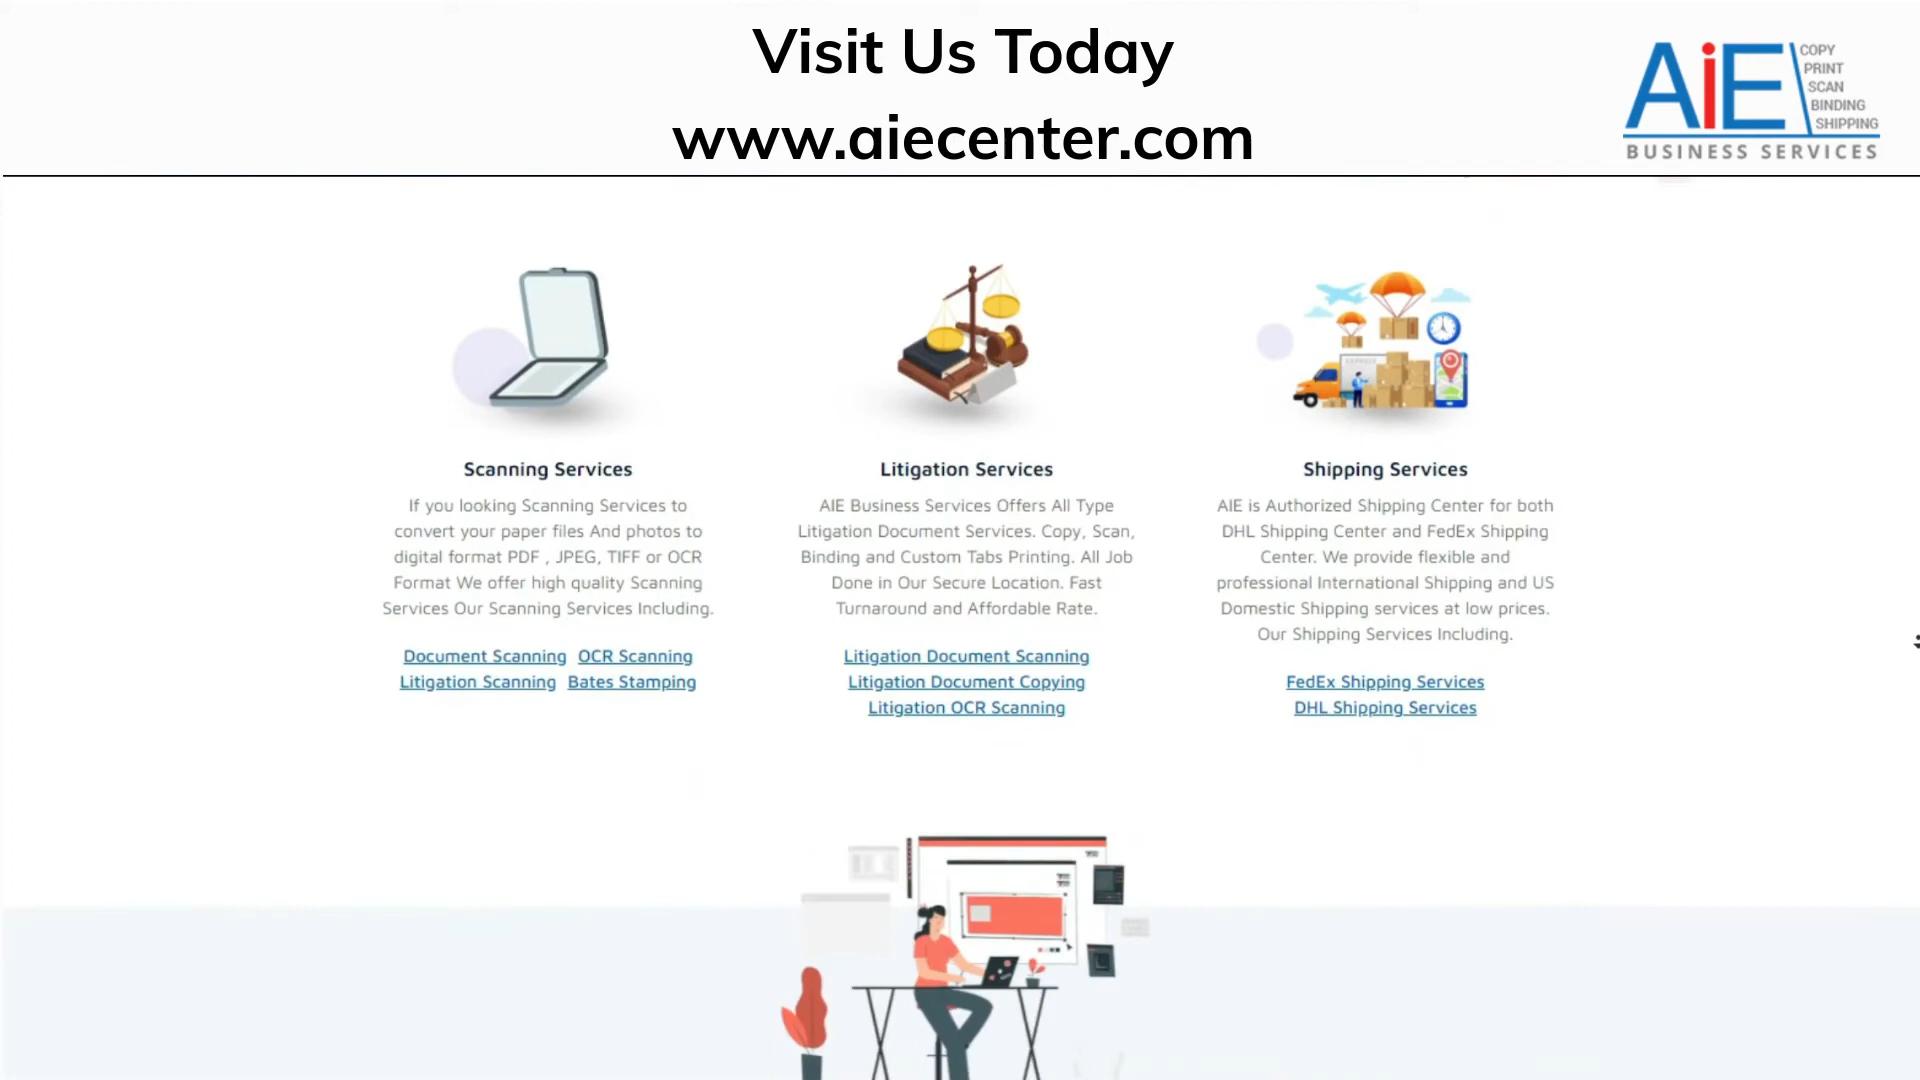 Visit Us Today
www.aiecenter.com
AiE
COPY
PRINT
SCAN
BINDING
SHIPPING
BUSINESS SERVICES
Scanning Services
If you looking Scanning Services to
convert your paper files And photos to
digital format PDF , JPEG, TIFF or OCR
Format We offer high quality Scanning
Services Our Scanning Services Including.
Document Scanning OCR Scanning
Litigation Scanning Bates Stamping
Litigation Services
AIE Business Services Offers All Type
Litigation Document Services. Copy, Scan,
Binding and Custom Tabs Printing. All Job
Done in Our Secure Location. Fast
Turnaround and Affordable Rate.
Litigation Document Scanning
Litigation Document Copying
Litigation OCR Scanning
EXPRESS
Shipping Services
AIE is Authorized Shipping Center for both
DHL Shipping Center and FedEx Shipping
Center. We provide flexible and
professional International Shipping and US
Domestic Shipping services at low prices.
Our Shipping Services Including.
FedEx Shipping Services
DHL Shipping Services